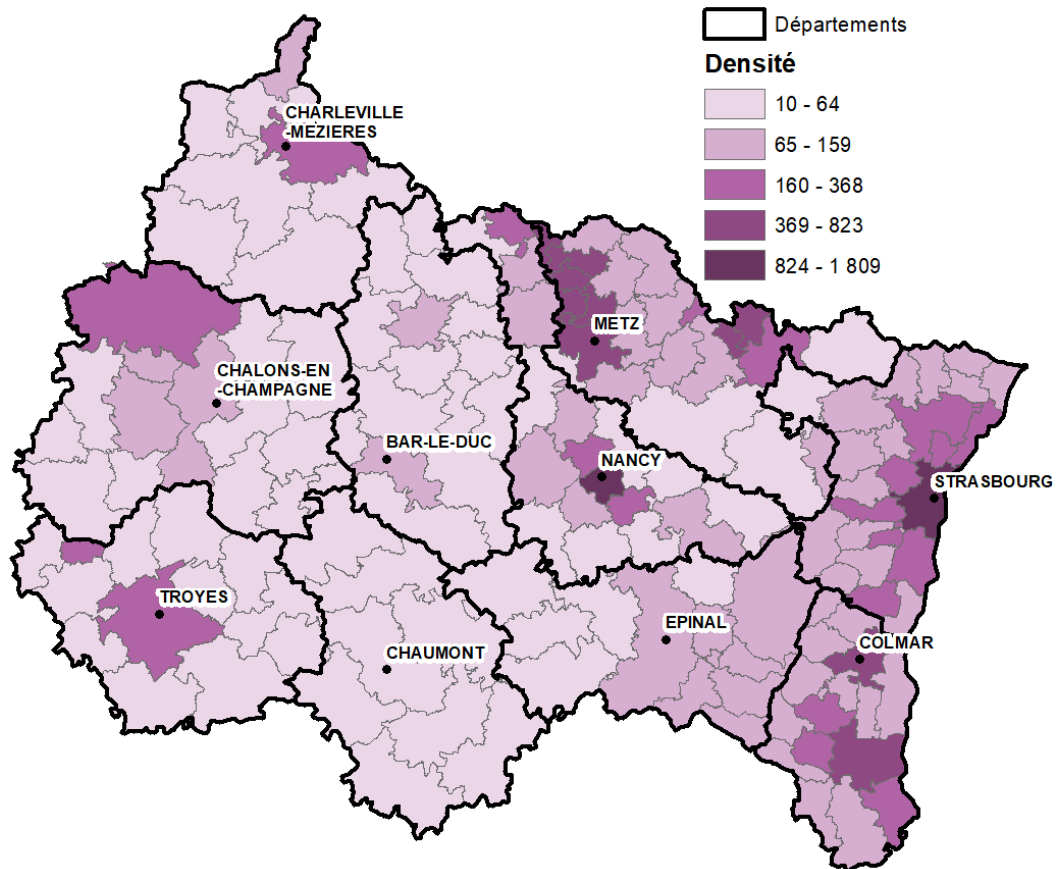 Départements
Densité
10 - 64
65 - 159
160 - 368
369 - 823
824 - 1 809
CHARLEVILLE
-MEZIERES
METZ
CHALONS-EN
-CHAMPAGNE
BAR-LE-DUC
NANCY
STRASBOURG
TROYES
EPINAL
CHAUMONT
COLMAR